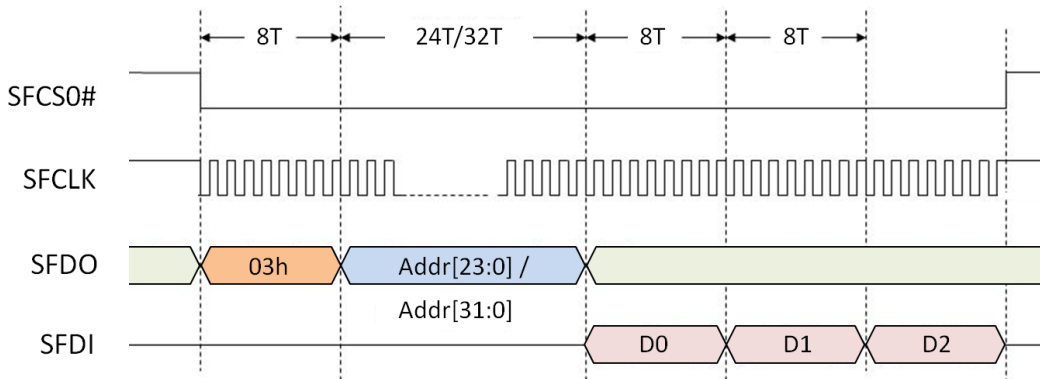 8T 24T/32T 8T 8T
SFCS0#
SFCLK
SFDO 03h Addr[23:0] /
Addr[31:0]
SFDI D0 D1 D2